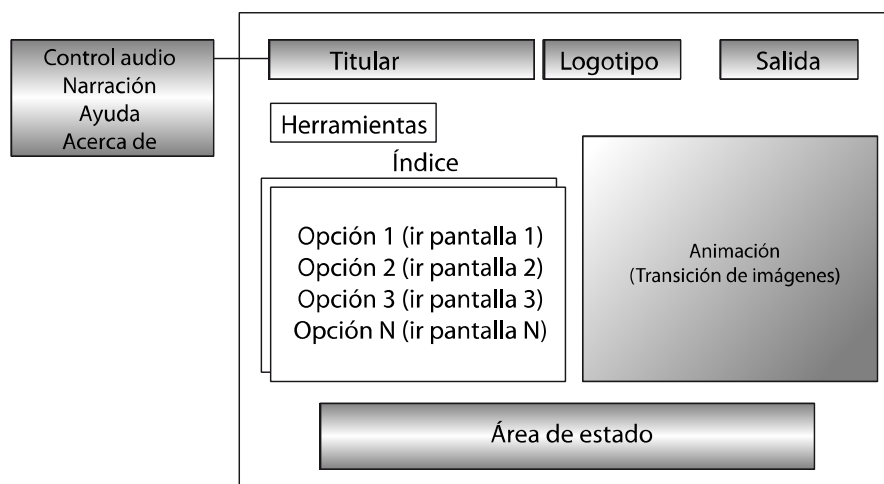 Control audio
Narración
Ayuda
Acerca de
Titular
Logotipo
Salida
Herramientas
Índice
Opción 1 (ir pantalla 1)
Opción 2 (ir pantalla 2)
Opción 3 (ir pantalla 3)
Opción N (ir pantalla N)
Animación
(Transición de imágenes)
Área de estado